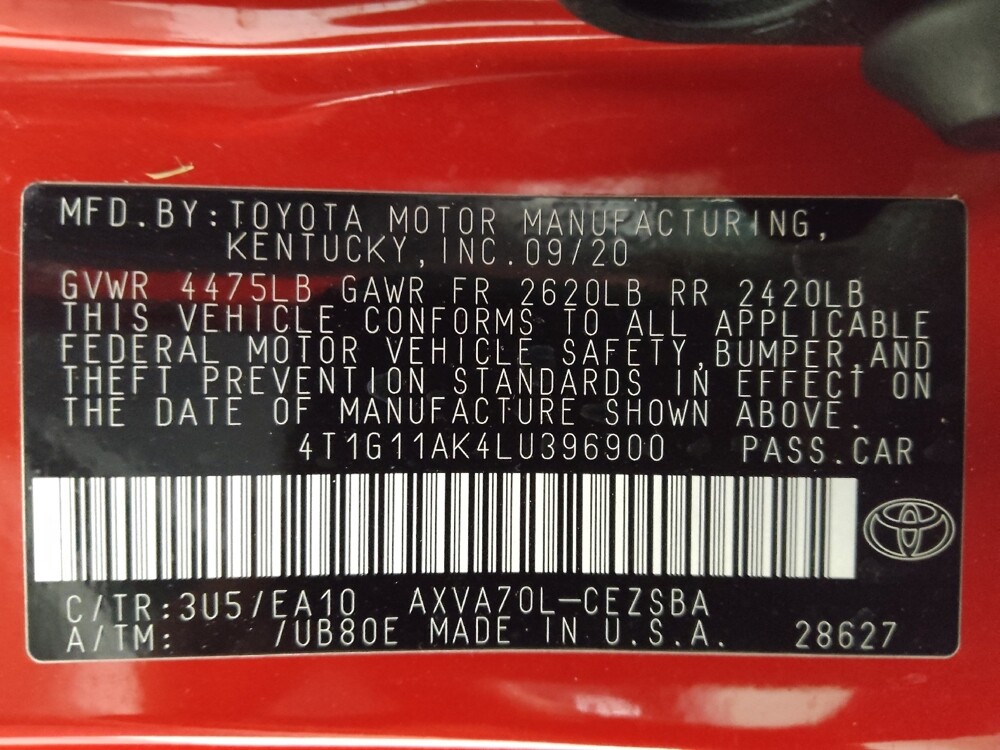 MFD.BY:TOYOTA MOTOR MANUFACTURING,
KENTUCKY,INC.09/20
GVWR 4475LB GAWR FR 2620LB RR 2420LB
THIS VEHICLE CONFORMS TO ALL APPLICABLE
FEDERAL MOTOR VEHICLE SAFETY,BUMPER,AND
THEFT PREVENTION STANDARDS IN EFFECT ON
THE DATE OF MANUFACTURE SHOWN ABOVE.
4T1G11AK4LU396900 PASS.CAR
C/TR:3U5/EA10 AXVA70L-CEZSBA
A/TM: /UB80E MADE IN U.S.A. 28627